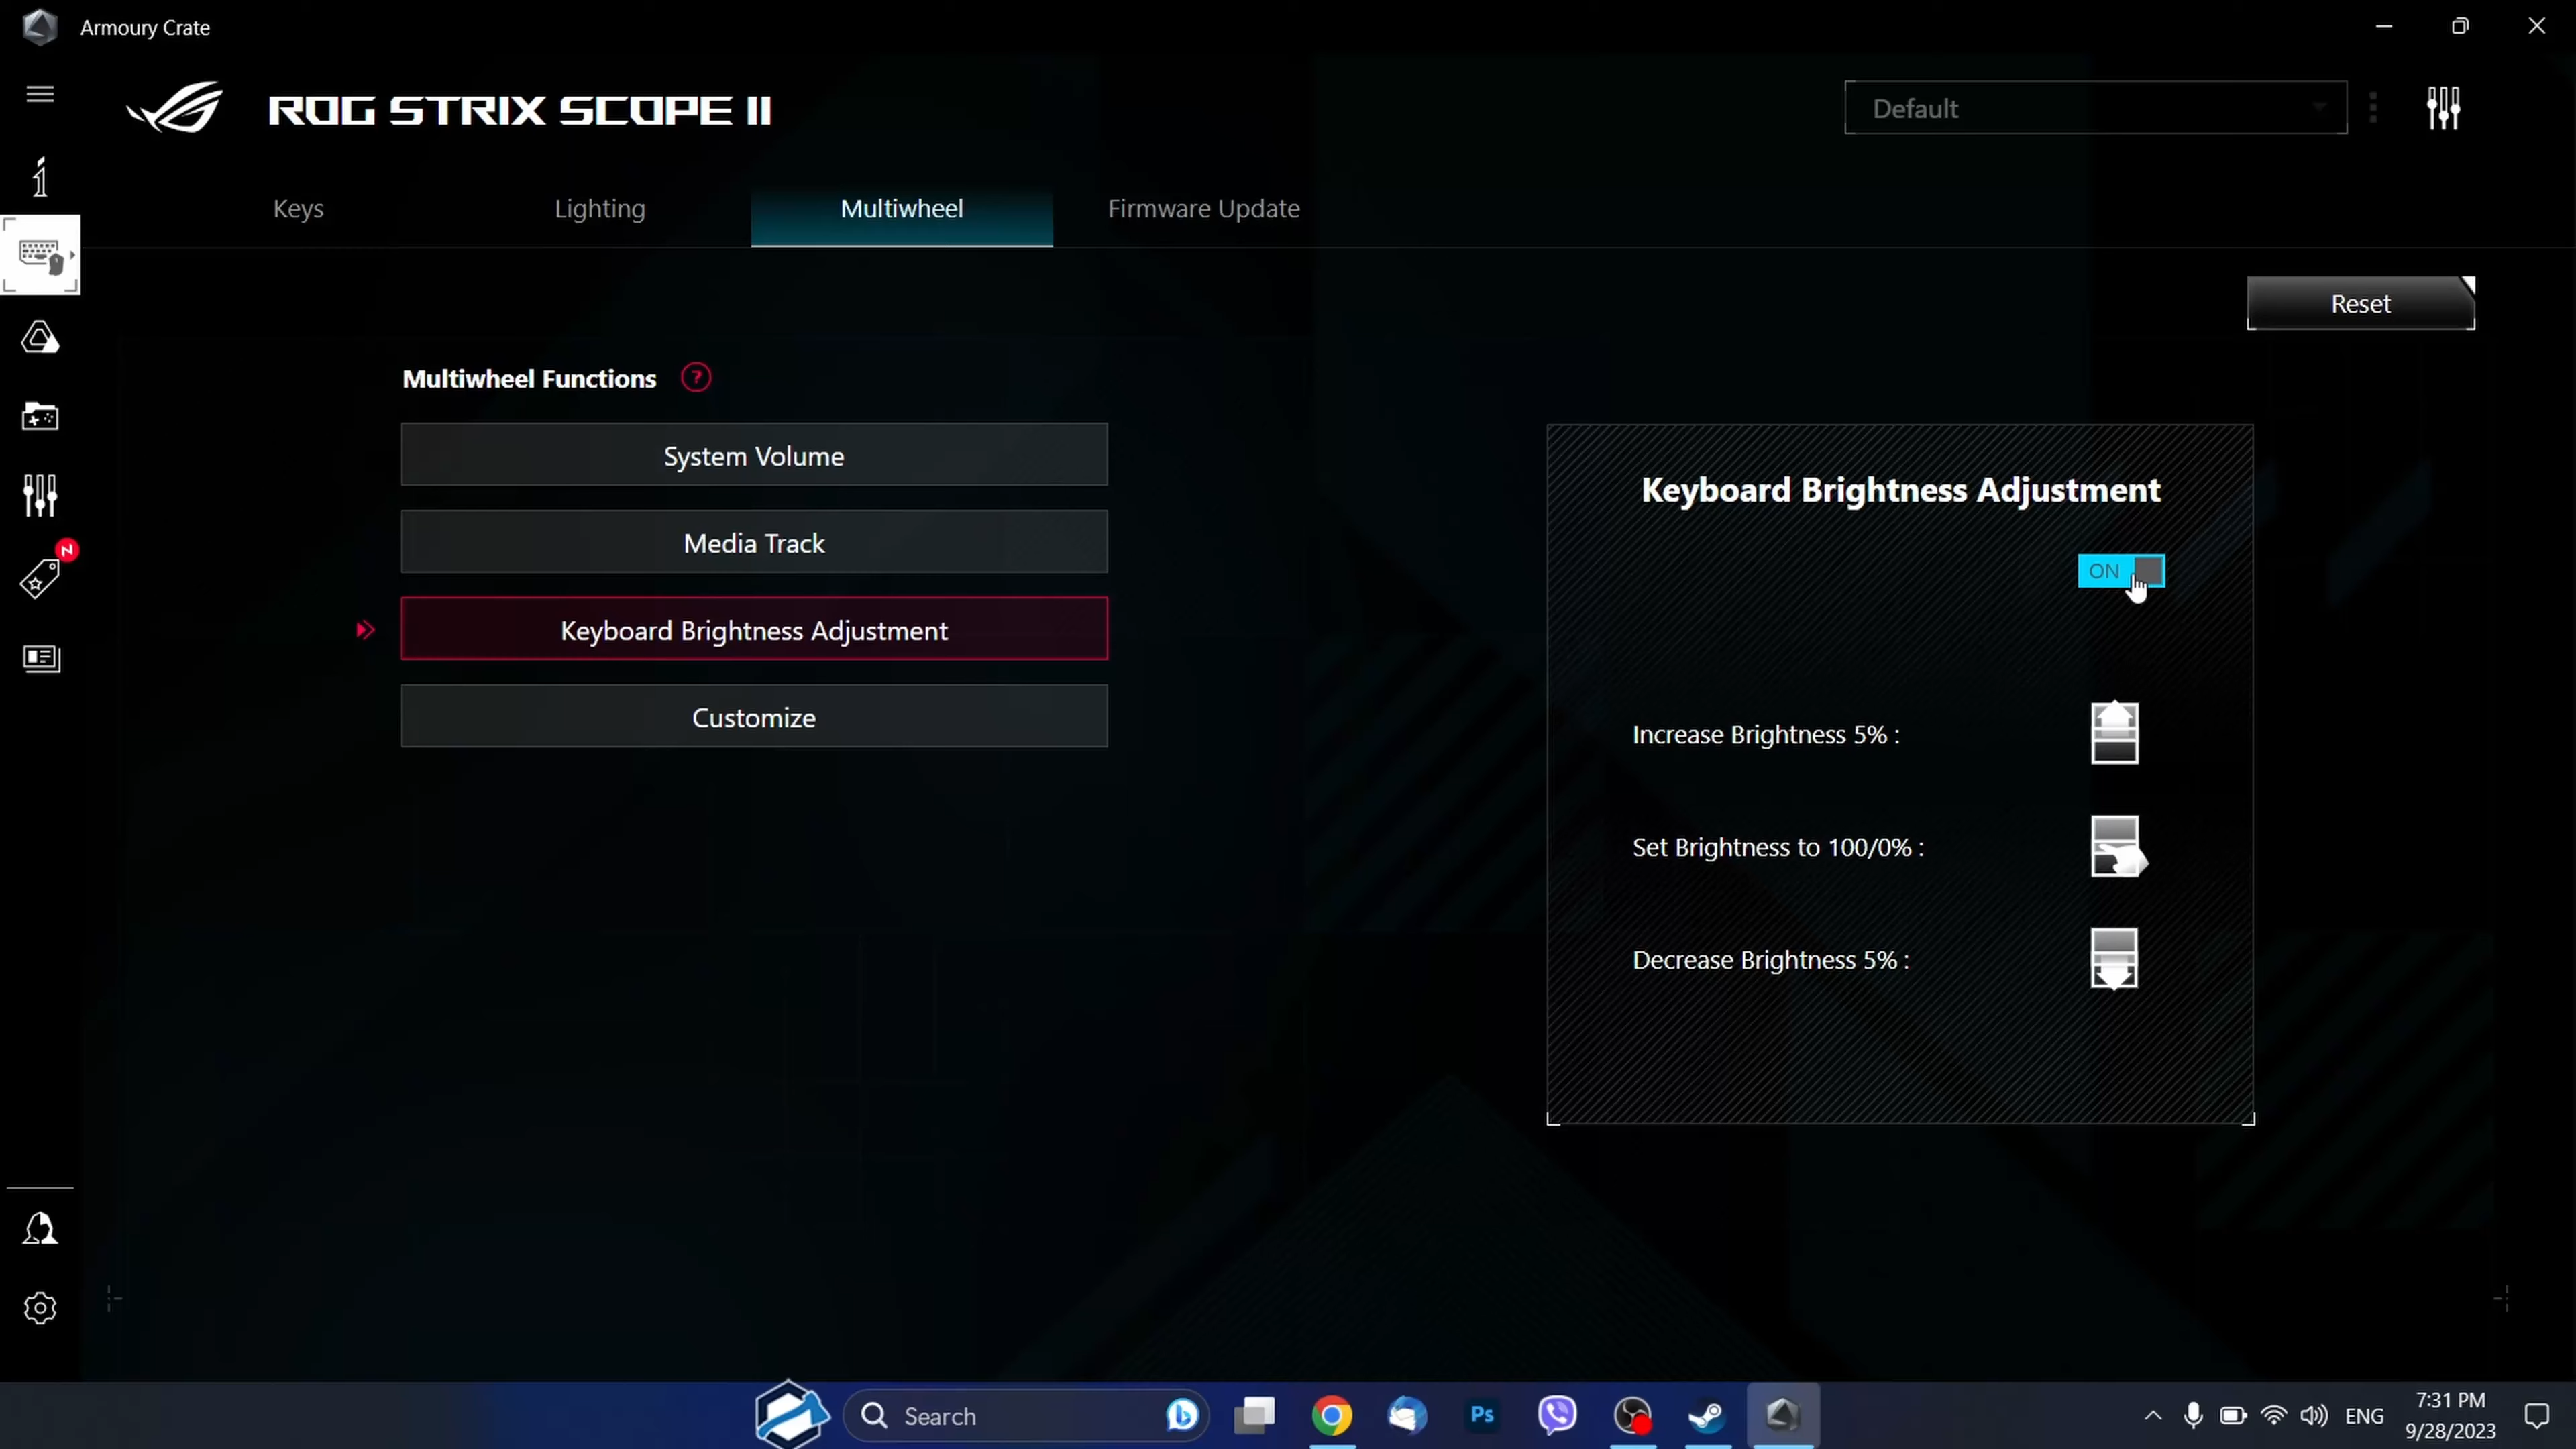 Armoury Crate
ROG STRIX SCOPE II
Default
Keys
Lighting
Multiwheel
Firmware Update
Reset
Multiwheel Functions ?
System Volume
Media Track
Keyboard Brightness Adjustment
Customize
Keyboard Brightness Adjustment
ON
Increase Brightness 5% :
Set Brightness to 100/0% :
Decrease Brightness 5% :
N
Search
Ps
ENG
7:31 PM
9/28/2023